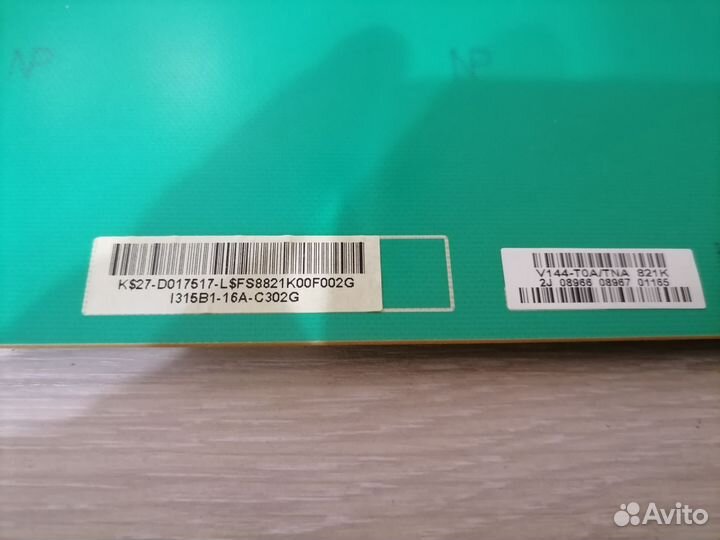 NP
NP
K$27-D017517-L$FS8821K00F002G
I315B1-16A-C302G
V144-T0A/TNA 821K
2J 08966 08967 01165
Avito